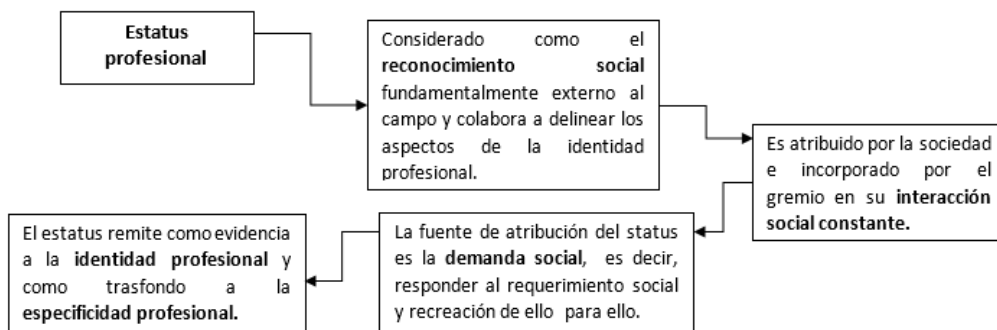 Estatus
profesional
Considerado como el
reconocimiento social
fundamentalmente externo al
campo y colabora a delinear los
aspectos de la identidad
profesional.
Es atribuido por la sociedad
e incorporado por el
gremio en su interacción
social constante.
La fuente de atribución del status
es la demanda social, es decir,
responder al requerimiento social
y recreación de ello para ello.
El estatus remite como evidencia
a la identidad profesional y
como trasfondo a la
especificidad profesional.